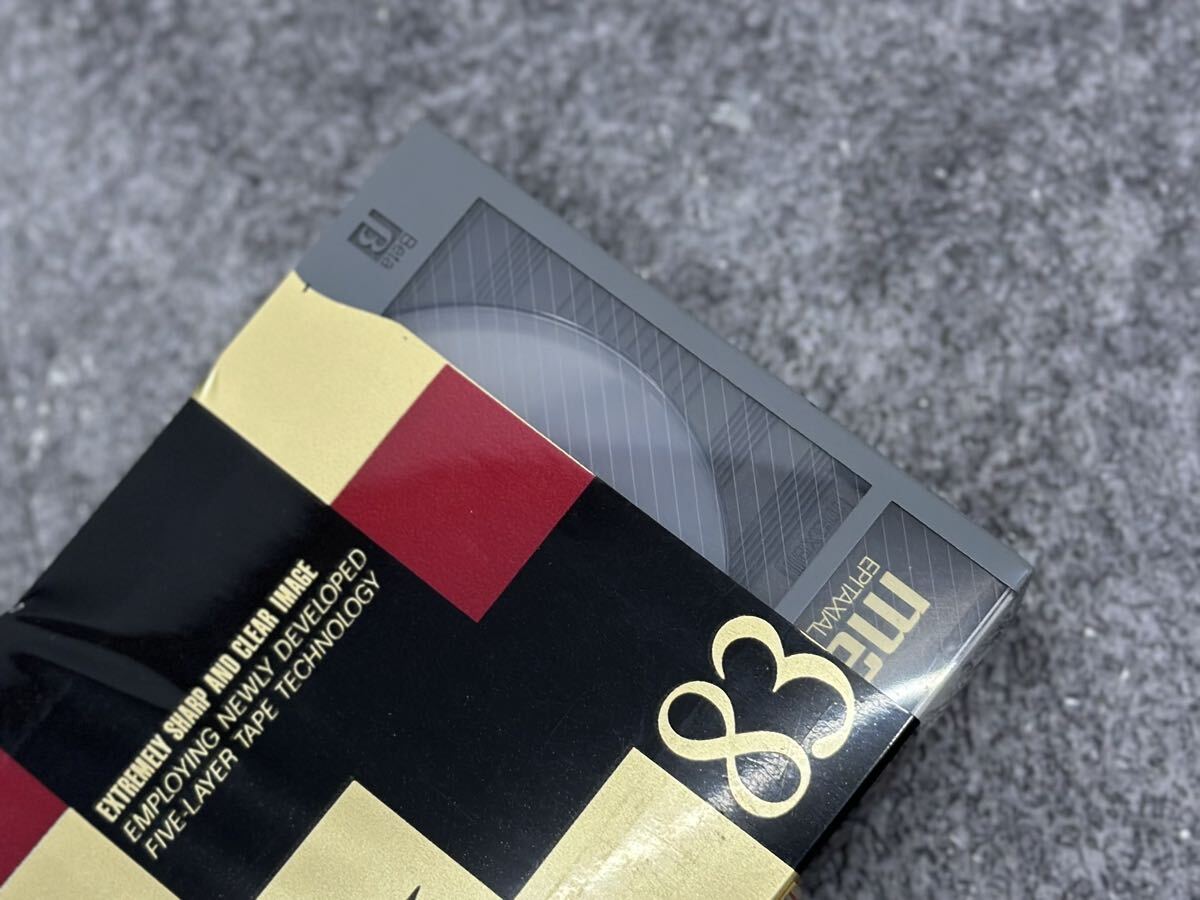 Beta
EXTREMELY SHARP AND CLEAR IMAGE
EMPLOYING NEWLY DEVELOPED
FIVE-LAYER TAPE TECHNOLOGY
EPITAXIAL
83